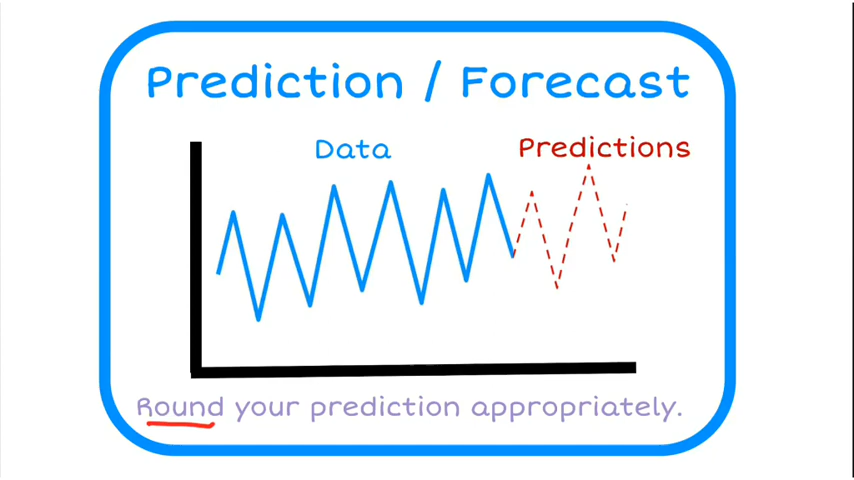 Prediction / Forecast
Data
Predictions
Round your prediction appropriately.